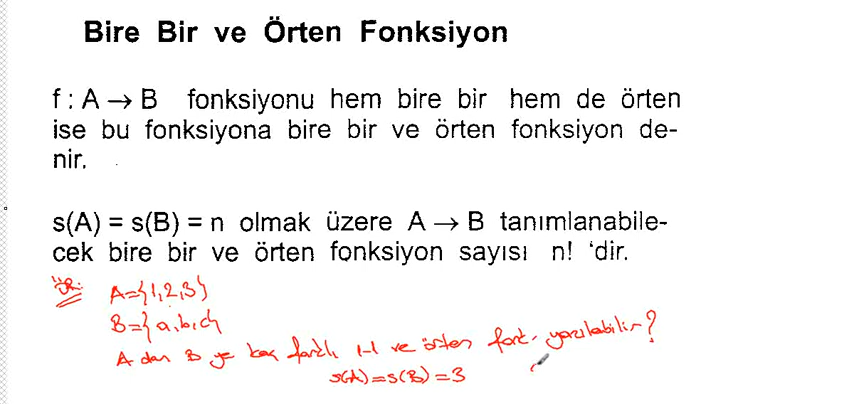 Bire Bir ve Örten Fonksiyon
f : A → B fonksiyonu hem bire bir hem de örten
ise bu fonksiyona bire bir ve örten fonksiyon de-
nir.
s(A) = s(B) = n olmak üzere A → B tanımlanabile-
cek bire bir ve örten fonksiyon sayısı n! 'dir.
ÖR:
A={1,2,3}
B={a,b,c}
A dan B ye kaç farklı 1-1 ve örten fonk. yazılabilir?
s(A)=s(B)=3